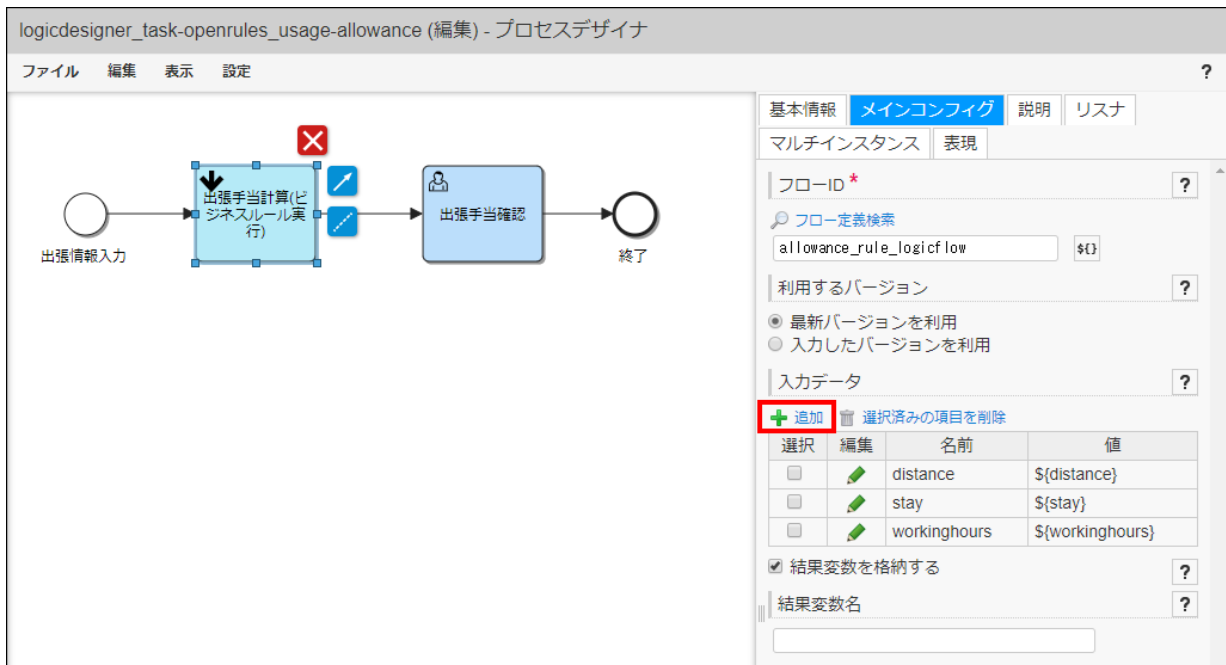 logicdesigner_task-openrules_usage-allowance (編集) - プロセスデザイナ
ファイル 編集 表示 設定 ?
出張情報入力
出張手当計算(ビ
ジネスルール実
行)
出張手当確認
終了
基本情報 メインコンフィグ 説明 リスナ
マルチインスタンス 表現
フローID * ?
フロー定義検索
allowance_rule_logicflow ${}
利用するバージョン ?
最新バージョンを利用
入力したバージョンを利用
入力データ ?
追加 選択済みの項目を削除
選択 編集 名前 値
distance ${distance}
stay ${stay}
workinghours ${workinghours}
結果変数を格納する ?
結果変数名 ?